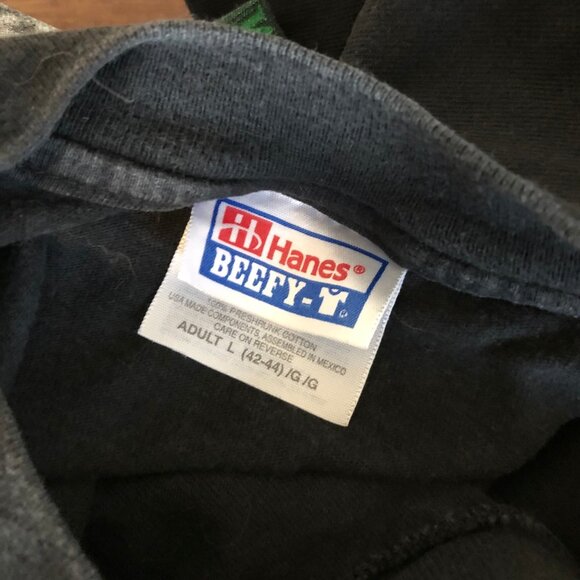 Hanes®
BEEFY-T
100% PRESHRUNK COTTON
USA MADE COMPONENTS, ASSEMBLED IN MEXICO
CARE ON REVERSE
ADULT L (42-44) /G /G